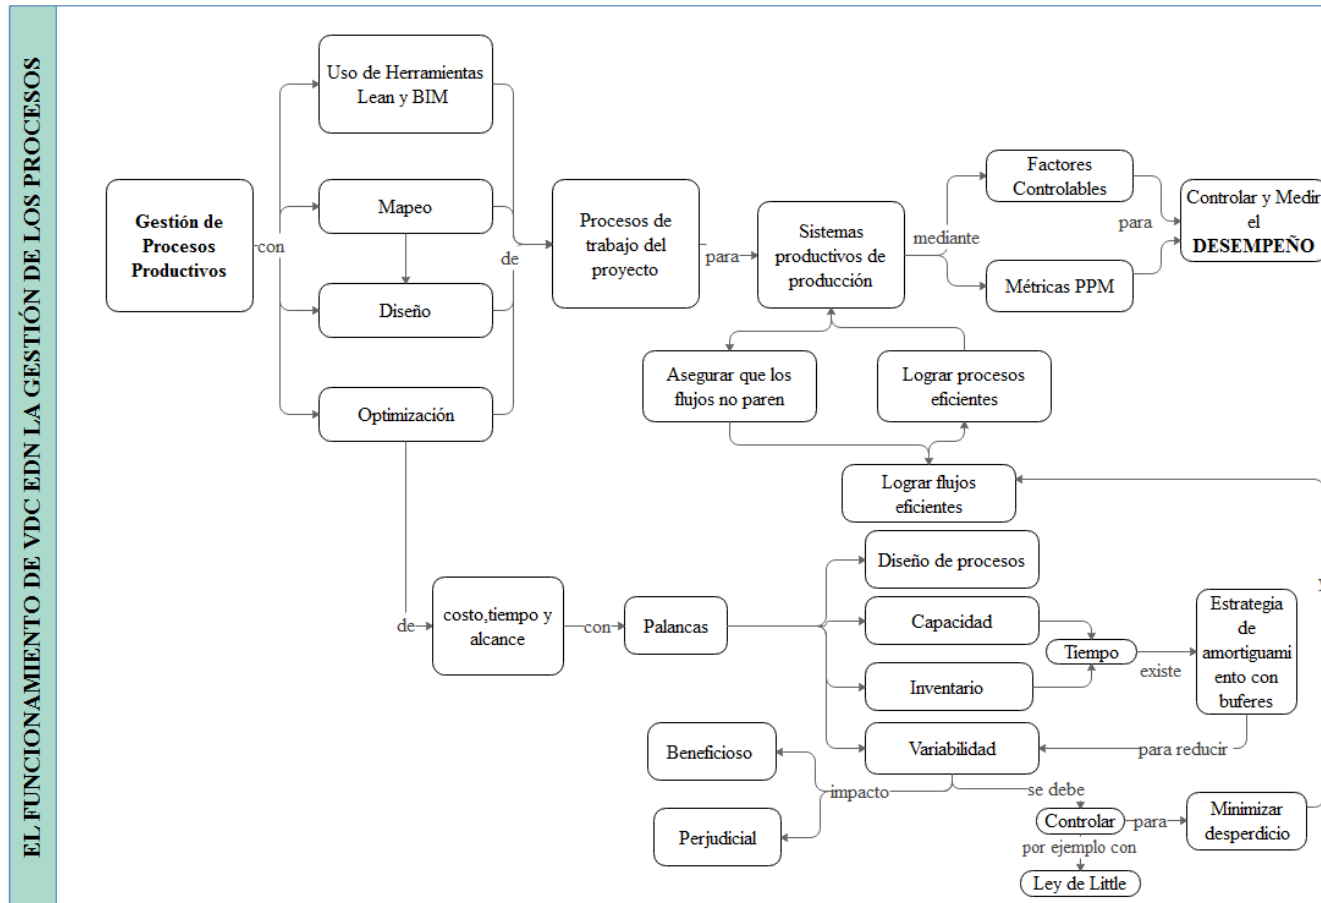 EL FUNCIONAMIENTO DE VDC EDN LA GESTIÓN DE LOS PROCESOS
Gestión de
Procesos
Productivos
con
Uso de Herramientas
Lean y BIM
Mapeo
Diseño
Optimización
de
Procesos de
trabajo del
proyecto
para
Sistemas
productivos de
producción
mediante
Factores
Controlables
Métricas PPM
para
Controlar y Medir
el
DESEMPEÑO
Asegurar que los
flujos no paren
Lograr procesos
eficientes
Lograr flujos
eficientes
de
costo,tiempo y
alcance
con
Palancas
Diseño de procesos
Capacidad
Inventario
Variabilidad
Tiempo
existe
Estrategia
de
amortiguami
ento con
buferes
para reducir
impacto
Beneficioso
Perjudicial
se debe
Controlar
para
Minimizar
desperdicio
por ejemplo con
Ley de Little